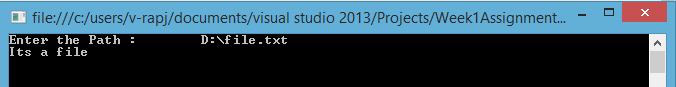 file:///c:/users/v-rapj/documents/visual studio 2013/Projects/Week1Assignment...
Enter the Path :        D:\file.txt
Its a file